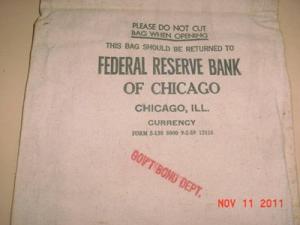 PLEASE DO NOT CUT
BAG WHEN OPENING
THIS BAG SHOULD BE RETURNED TO
FEDERAL RESERVE BANK
OF CHICAGO
CHICAGO, ILL.
CURRENCY
FORM
GOV'T BOND DEPT.
NOV 11 2011